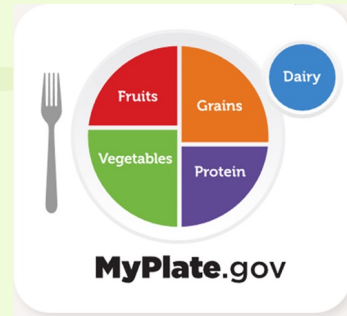 Dairy
Fruits
Grains
Vegetables
Protein
MyPlate.gov